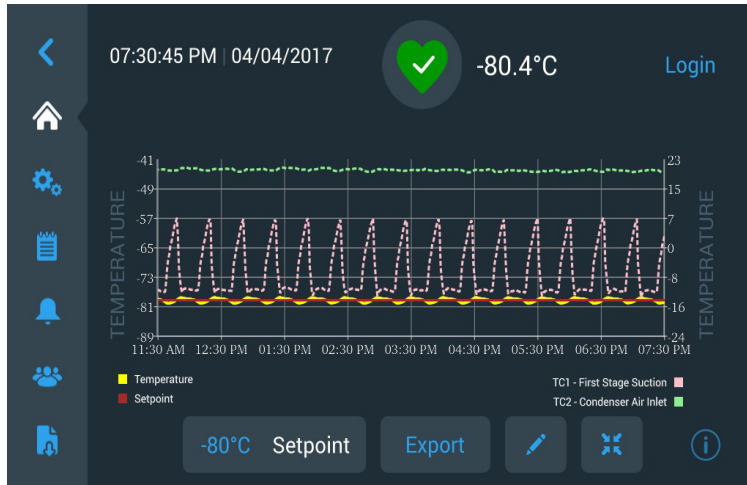 07:30:45 PM | 04/04/2017
-80.4°C
Login
-41
-49
-57
-65
-73
-81
-89
TEMPERATURE
23
15
7
0
-8
-16
-24
TEMPERATURE
11:30 AM 12:30 PM 01:30 PM 02:30 PM 03:30 PM 04:30 PM 05:30 PM 06:30 PM 07:30 PM
Temperature
Setpoint
TC1 - First Stage Suction
TC2 - Condenser Air Inlet
-80°C Setpoint
Export